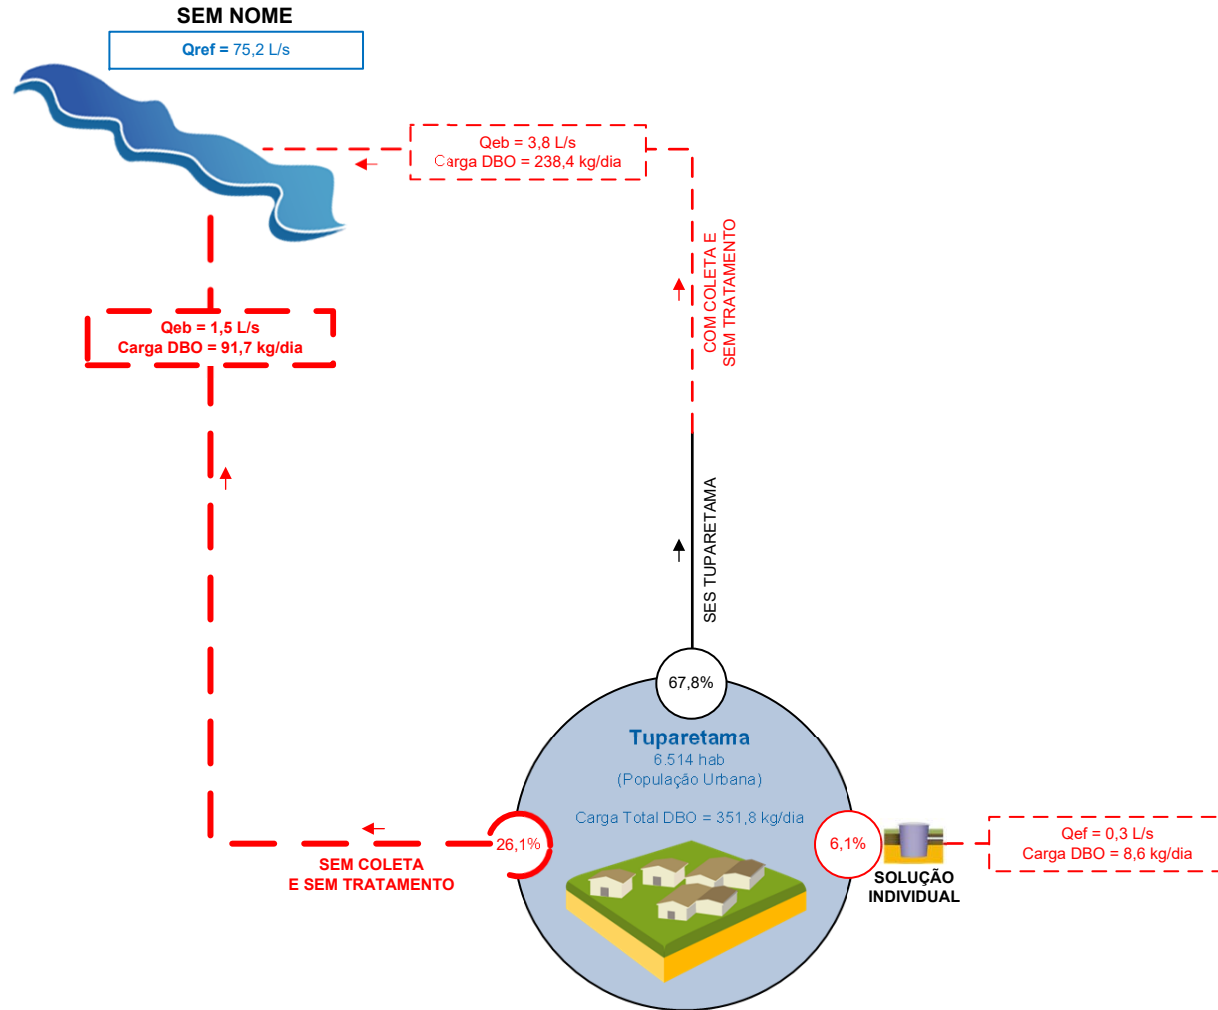 SEM NOME
Qref = 75,2 L/s
Qeb = 3,8 L/s
Carga DBO = 238,4 kg/dia
COM COLETA E
SEM TRATAMENTO
Qeb = 1,5 L/s
Carga DBO = 91,7 kg/dia
SES TUPARETAMA
67,8%
Tuparetama
6.514 hab
(População Urbana)
Carga Total DBO = 351,8 kg/dia
26,1%
SEM COLETA
E SEM TRATAMENTO
6,1%
SOLUÇÃO
INDIVIDUAL
Qef = 0,3 L/s
Carga DBO = 8,6 kg/dia